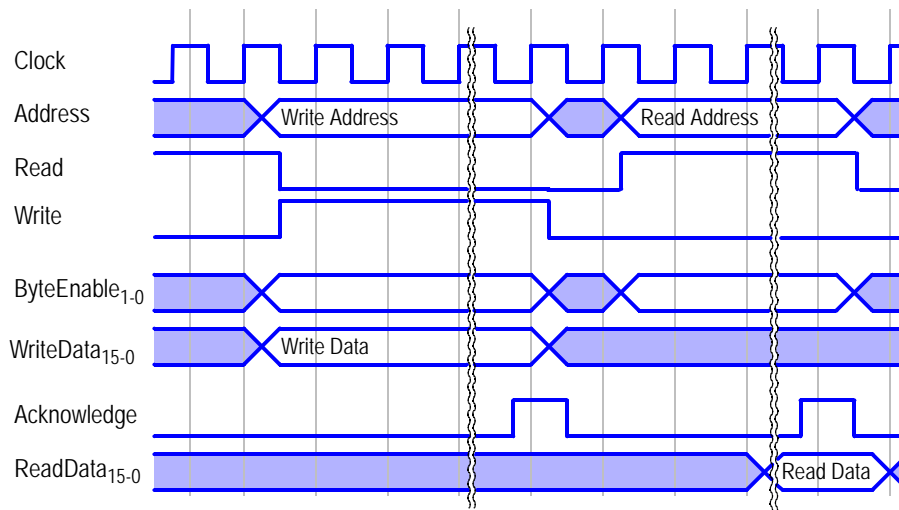 Clock
Address
Write Address
Read Address
Read
Write
ByteEnable1-0
WriteData15-0
Write Data
Acknowledge
ReadData15-0
Read Data